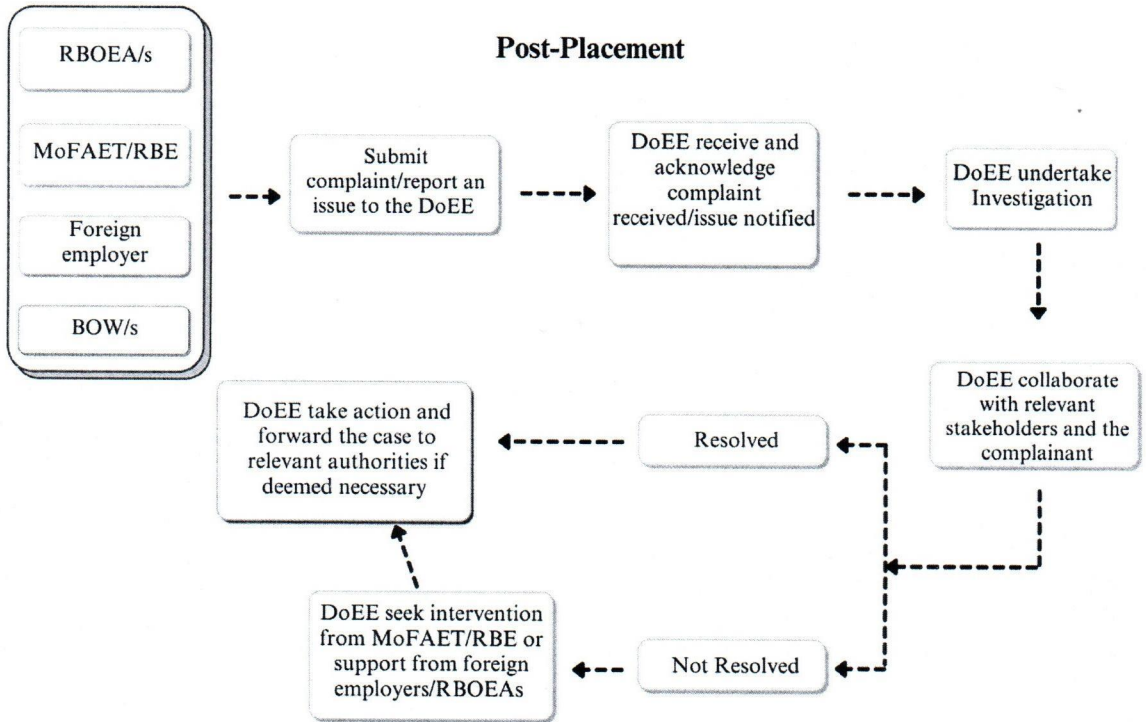 Post-Placement
RBOEA/s
MoFAET/RBE
Foreign
employer
BOW/s
Submit
complaint/report an
issue to the DoEE
DoEE receive and
acknowledge
complaint
received/issue notified
DoEE undertake
Investigation
DoEE collaborate
with relevant
stakeholders and the
complainant
Resolved
DoEE take action and
forward the case to
relevant authorities if
deemed necessary
Not Resolved
DoEE seek intervention
from MoFAET/RBE or
support from foreign
employers/RBOEAs